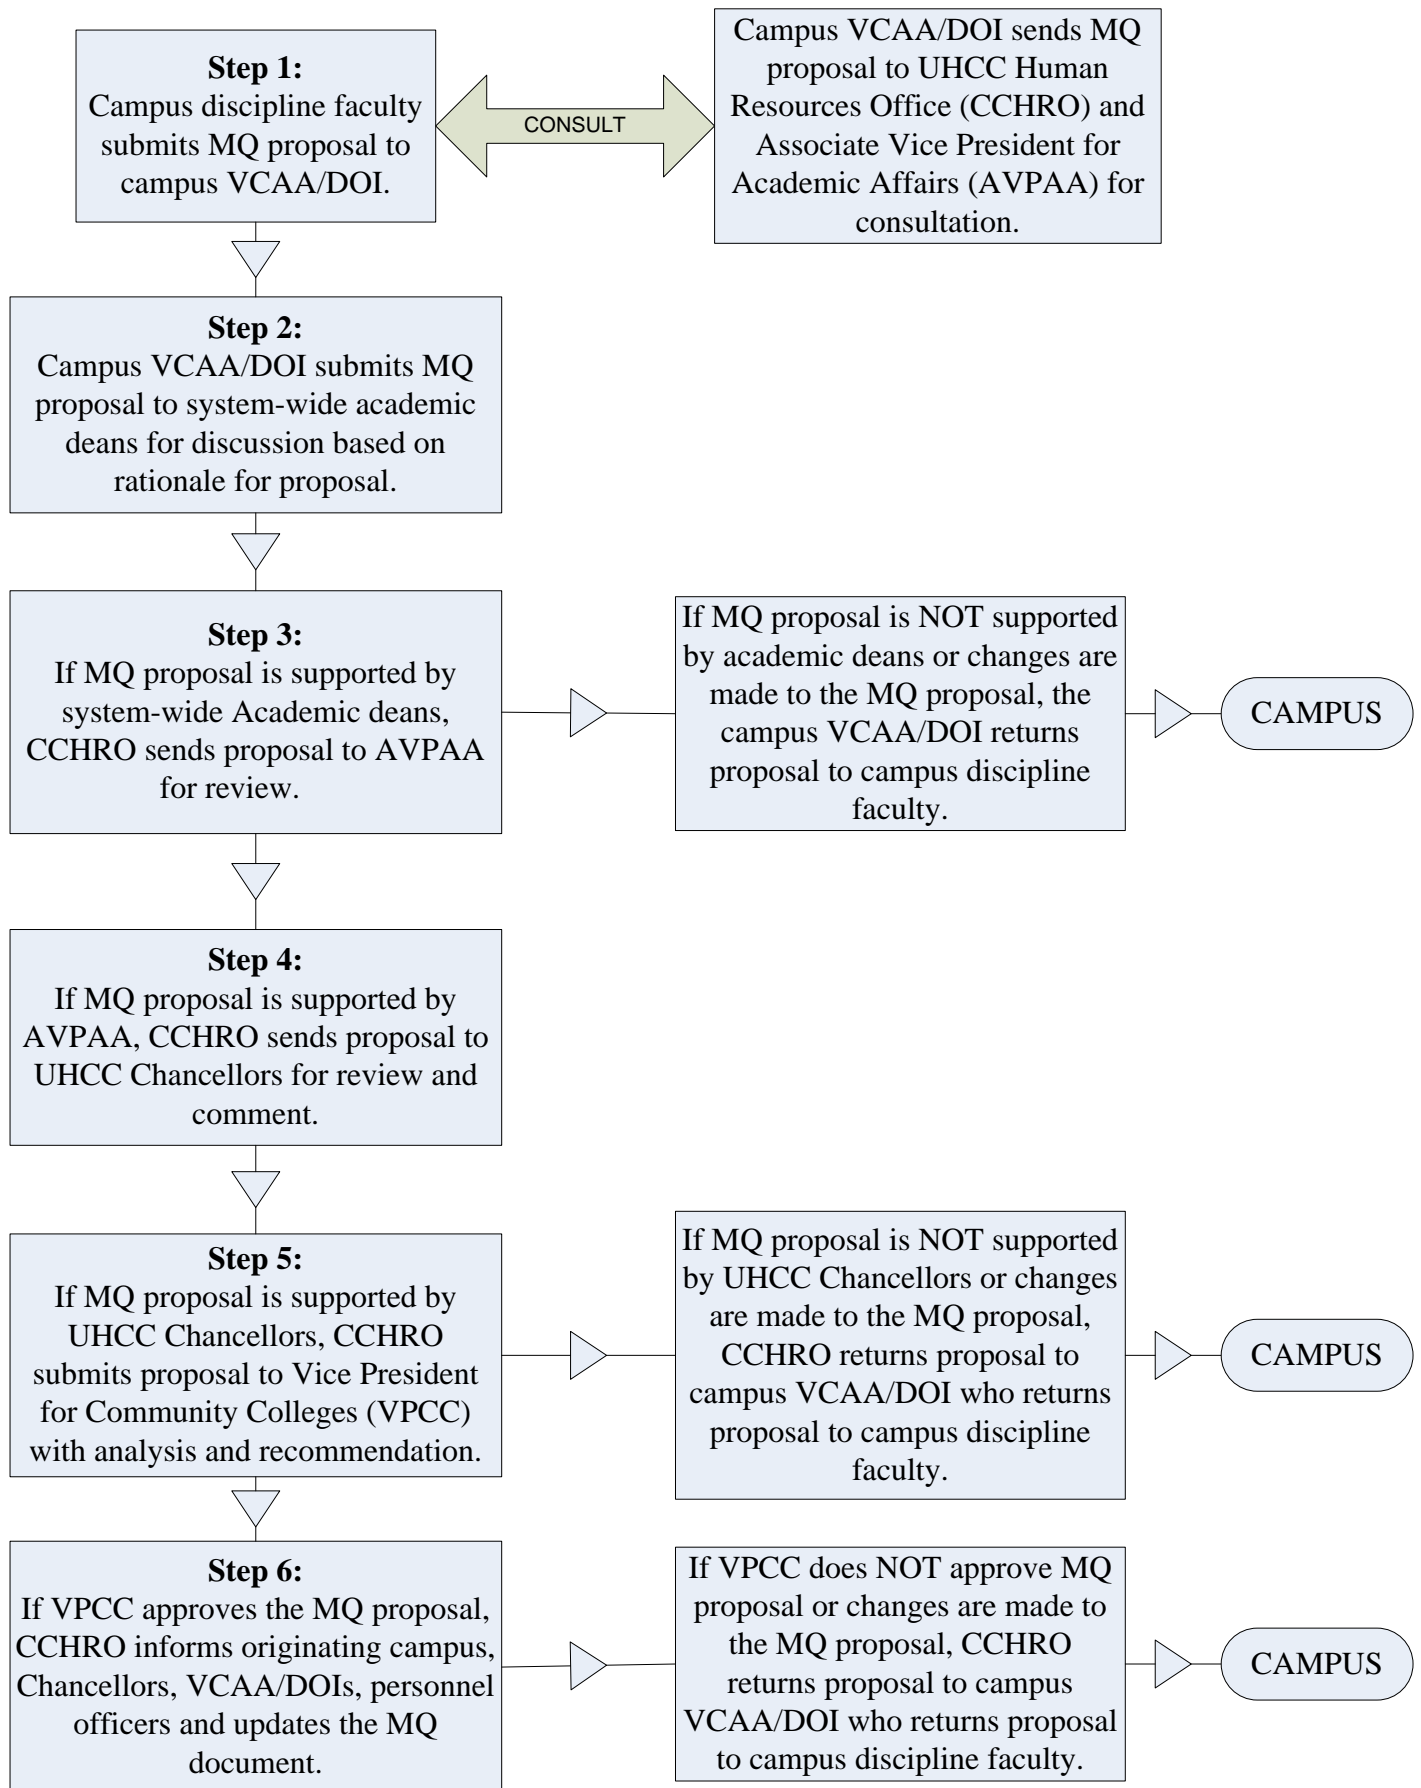 Step 1:
Campus discipline faculty
submits MQ proposal to
campus VCAA/DOI.
CONSULT
Campus VCAA/DOI sends MQ
proposal to UHCC Human
Resources Office (CCHRO) and
Associate Vice President for
Academic Affairs (AVPAA) for
consultation.
Step 2:
Campus VCAA/DOI submits MQ
proposal to system-wide academic
deans for discussion based on
rationale for proposal.
Step 3:
If MQ proposal is supported by
system-wide Academic deans,
CCHRO sends proposal to AVPAA
for review.
If MQ proposal is NOT supported
by academic deans or changes are
made to the MQ proposal, the
campus VCAA/DOI returns
proposal to campus discipline
faculty.
CAMPUS
Step 4:
If MQ proposal is supported by
AVPAA, CCHRO sends proposal to
UHCC Chancellors for review and
comment.
Step 5:
If MQ proposal is supported by
UHCC Chancellors, CCHRO
submits proposal to Vice President
for Community Colleges (VPCC)
with analysis and recommendation.
If MQ proposal is NOT supported
by UHCC Chancellors or changes
are made to the MQ proposal,
CCHRO returns proposal to
campus VCAA/DOI who returns
proposal to campus discipline
faculty.
CAMPUS
Step 6:
If VPCC approves the MQ proposal,
CCHRO informs originating campus,
Chancellors, VCAA/DOIs, personnel
officers and updates the MQ
document.
If VPCC does NOT approve MQ
proposal or changes are made to
the MQ proposal, CCHRO
returns proposal to campus
VCAA/DOI who returns proposal
to campus discipline faculty.
CAMPUS